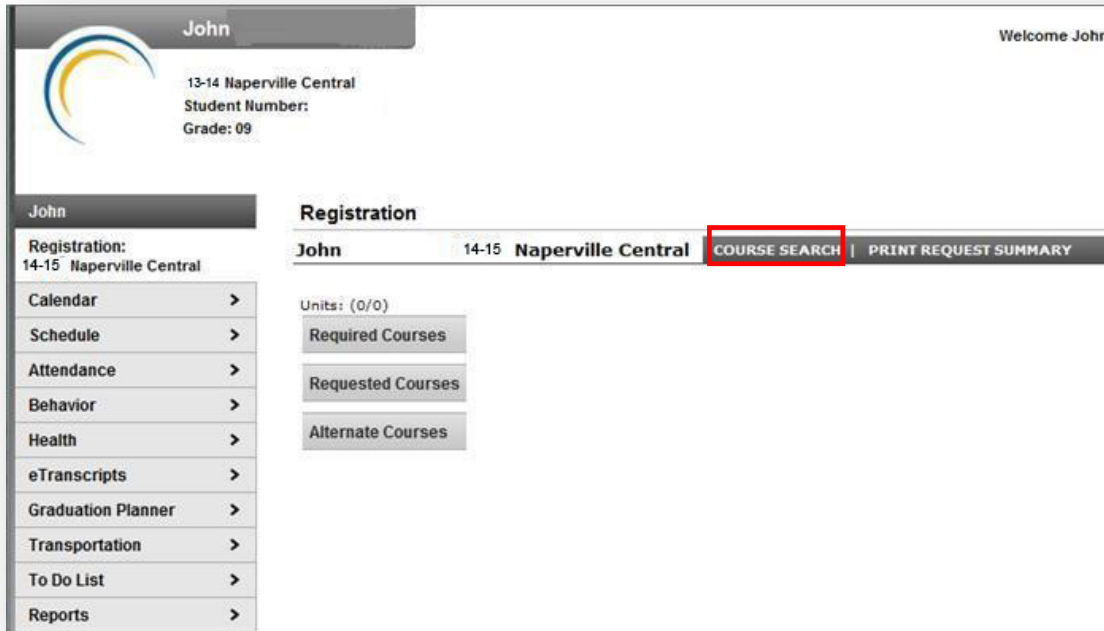 John
Welcome John
13-14 Naperville Central
Student Number:
Grade: 09
John
Registration:
14-15 Naperville Central
Calendar >
Schedule >
Attendance >
Behavior >
Health >
eTranscripts >
Graduation Planner >
Transportation >
To Do List >
Reports >
Registration
John 14-15 Naperville Central COURSE SEARCH | PRINT REQUEST SUMMARY
Units: (0/0)
Required Courses
Requested Courses
Alternate Courses